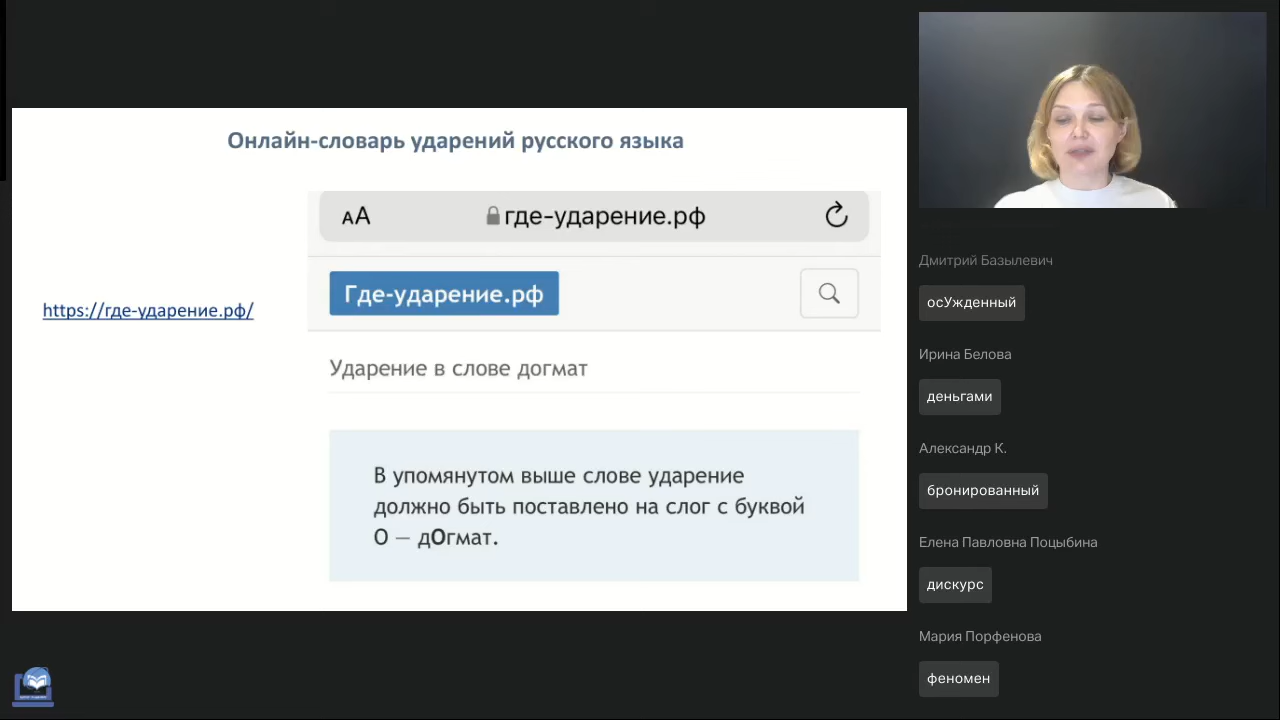 Онлайн-словарь ударений русского языка
АА
где-ударение.рф
Где-ударение.рф
https://где-ударение.рф/
Ударение в слове догмат
В упомянутом выше слове ударение
должно быть поставлено на слог с буквой
О — дОгмат.
Дмитрий Базылевич
осУжденный
Ирина Белова
деньгами
Александр К.
бронированный
Елена Павловна Поцыбина
дискурс
Мария Порфенова
феномен